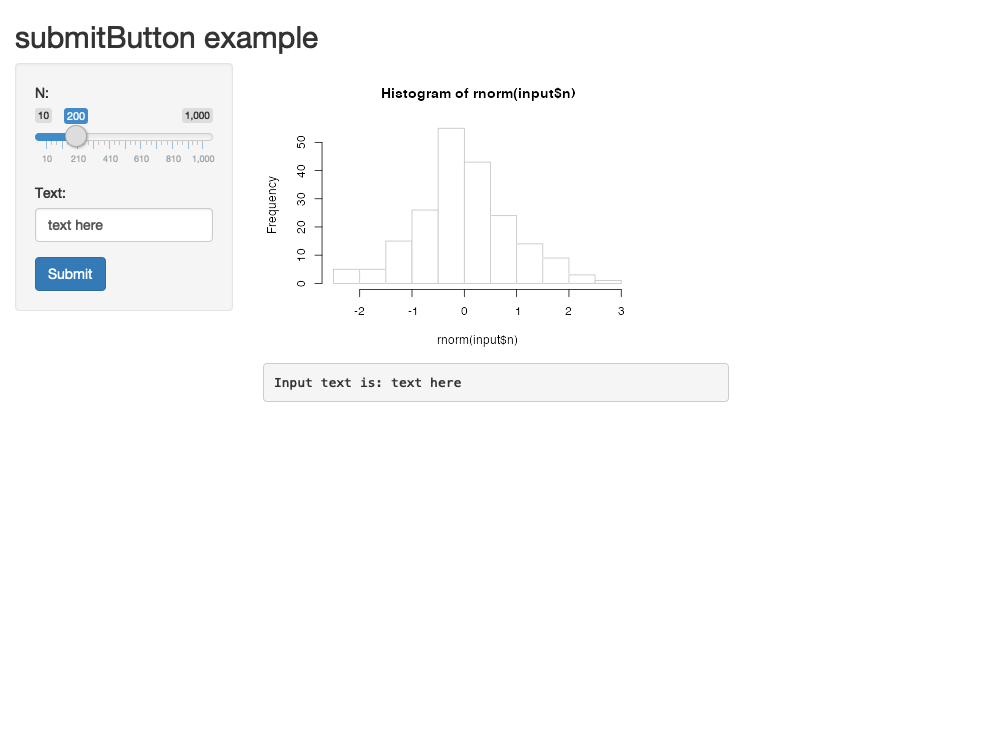 submitButton example
N:
10 200 1,000
10 210 410 610 810 1,000
Text:
text here
Submit
Histogram of rnorm(input$n)
Frequency
50
40
30
20
10
0
-2 -1 0 1 2 3
rnorm(input$n)
Input text is: text here